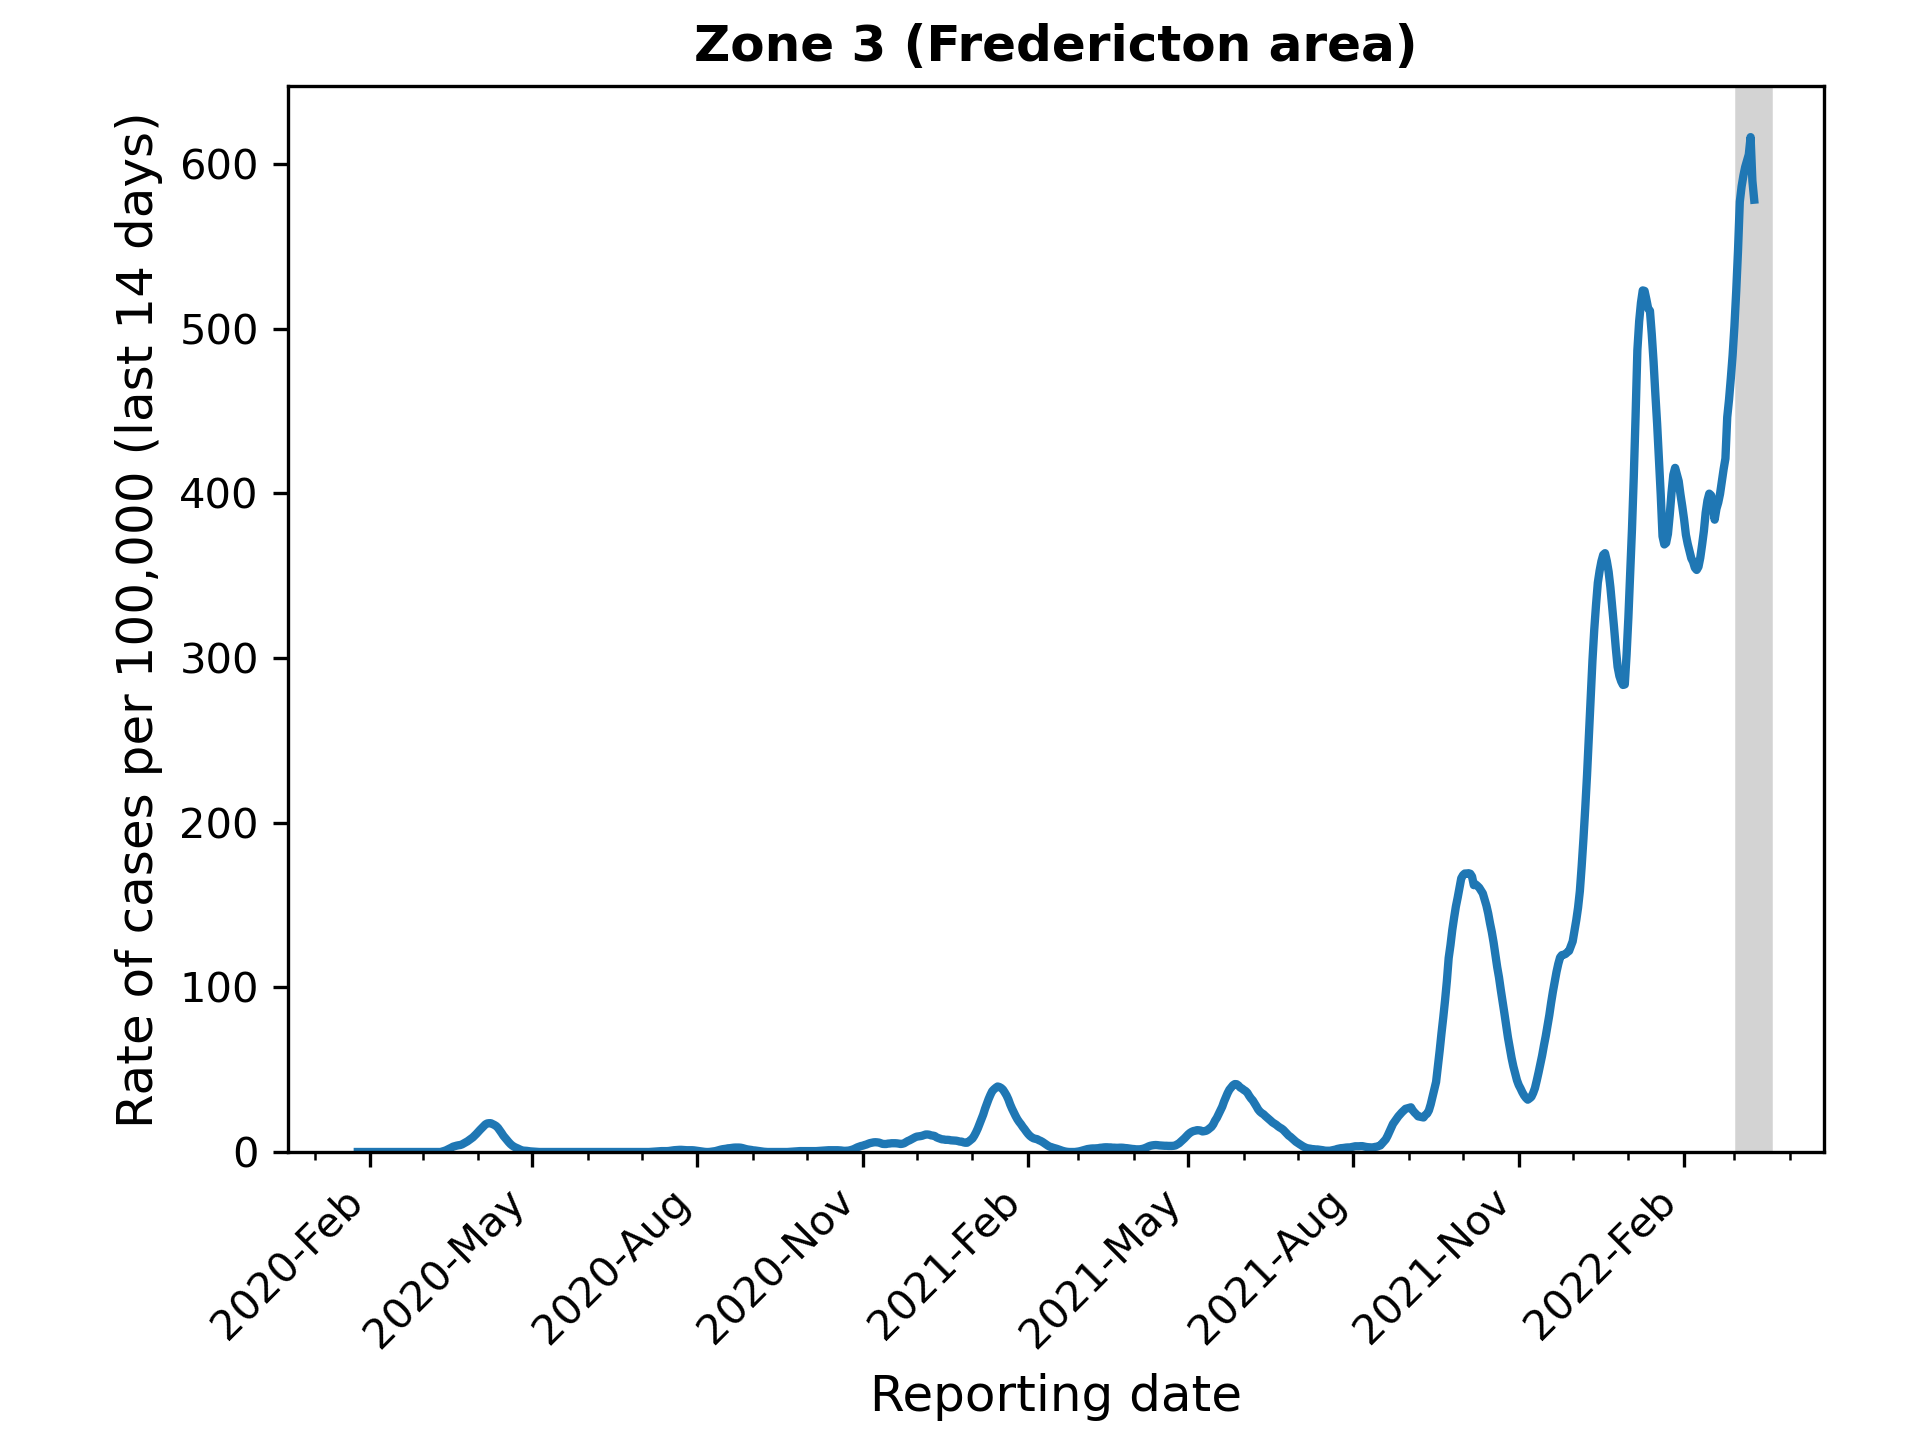 Zone 3 (Fredericton area)
Rate of cases per 100,000 (last 14 days)
600
500
400
300
200
100
0
2020-Feb
2020-May
2020-Aug
2020-Nov
2021-Feb
2021-May
2021-Aug
2021-Nov
2022-Feb
Reporting date